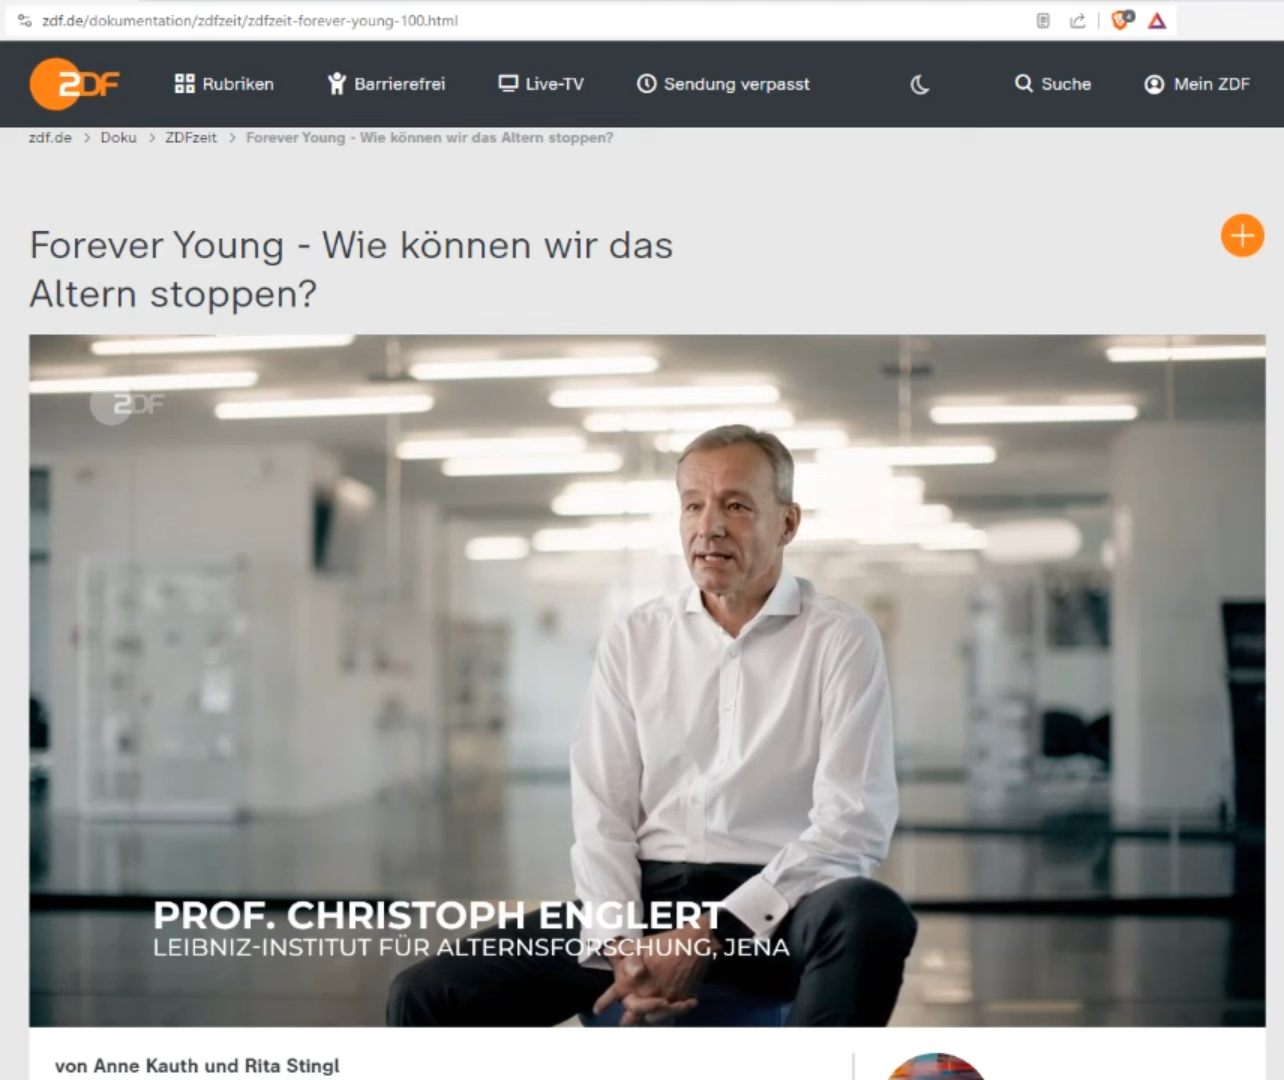 zdf.de/dokumentation/zdfzeit/zdfzeit-forever-young-100.html
4
ZDF Rubriken Barrierefrei Live-TV Sendung verpasst Suche Mein ZDF
zdf.de > Doku > ZDFzeit > Forever Young - Wie können wir das Altern stoppen?
Forever Young - Wie können wir das
Altern stoppen?
ZDF
PROF. CHRISTOPH ENGLERT
LEIBNIZ-INSTITUT FÜR ALTERNSFORSCHUNG, JENA
von Anne Kauth und Rita Stingl